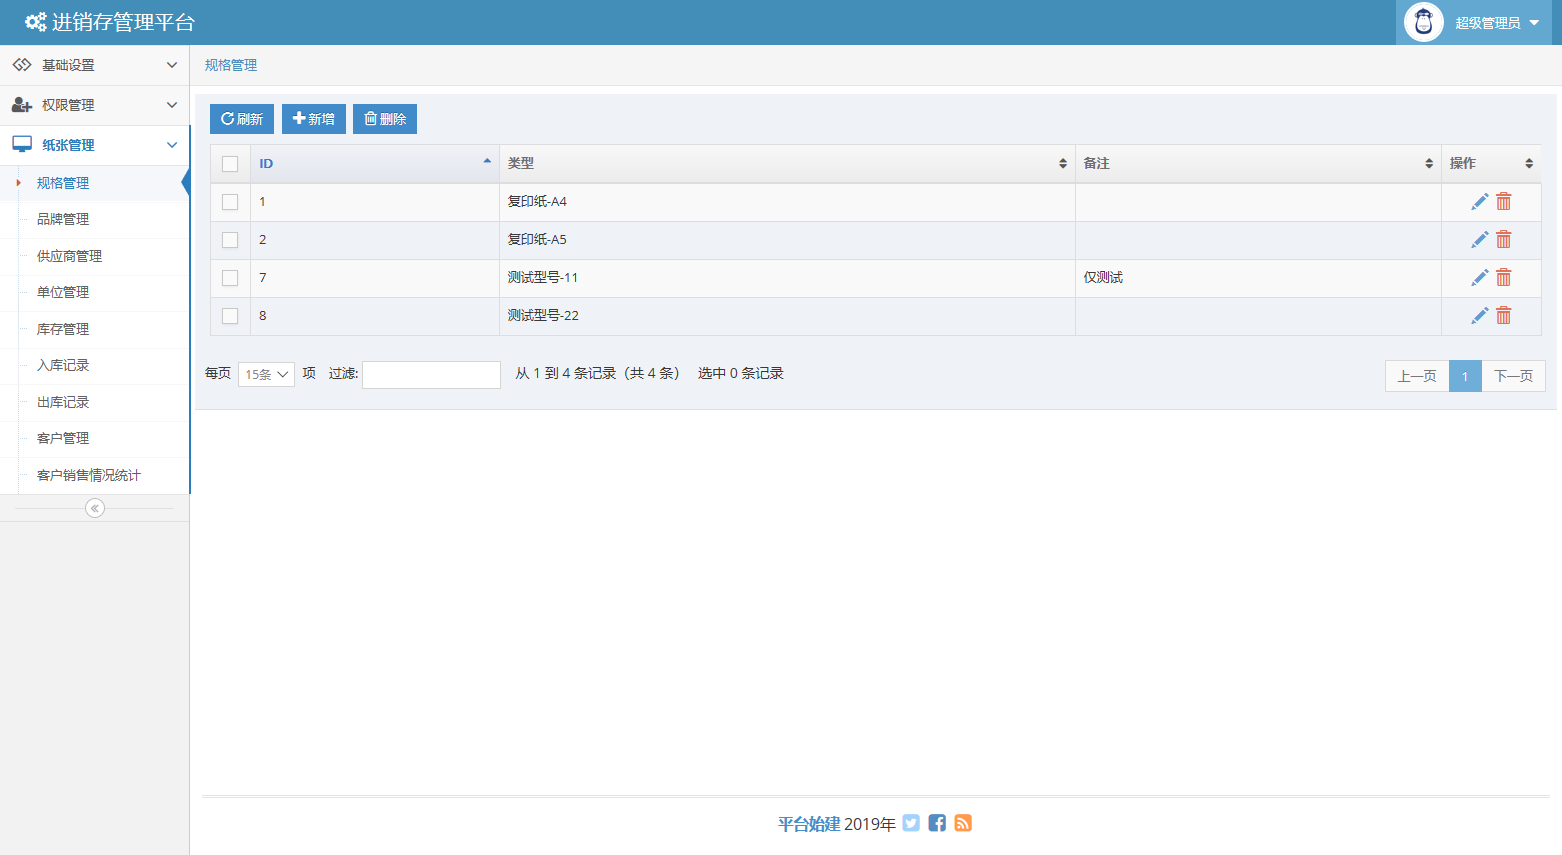 进销存管理平台
超级管理员
基础设置
权限管理
纸张管理
规格管理
品牌管理
供应商管理
单位管理
库存管理
入库记录
出库记录
客户管理
客户销售情况统计
规格管理
刷新 新增 删除
ID 类型 备注 操作
1 复印纸-A4
2 复印纸-A5
7 测试型号-11 仅测试
8 测试型号-22
每页 15条 项 过滤: 从 1 到 4 条记录（共 4 条） 选中 0 条记录
上一页 1 下一页
平台始建 2019年